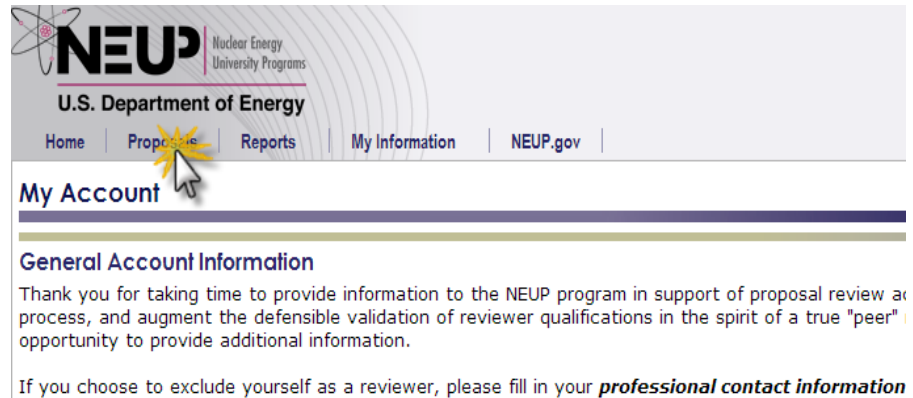 NEUP Nuclear Energy
University Programs
U.S. Department of Energy
Home Proposals Reports My Information NEUP.gov
My Account
General Account Information
Thank you for taking time to provide information to the NEUP program in support of proposal review
process, and augment the defensible validation of reviewer qualifications in the spirit of a true "peer"
opportunity to provide additional information.
If you choose to exclude yourself as a reviewer, please fill in your professional contact information